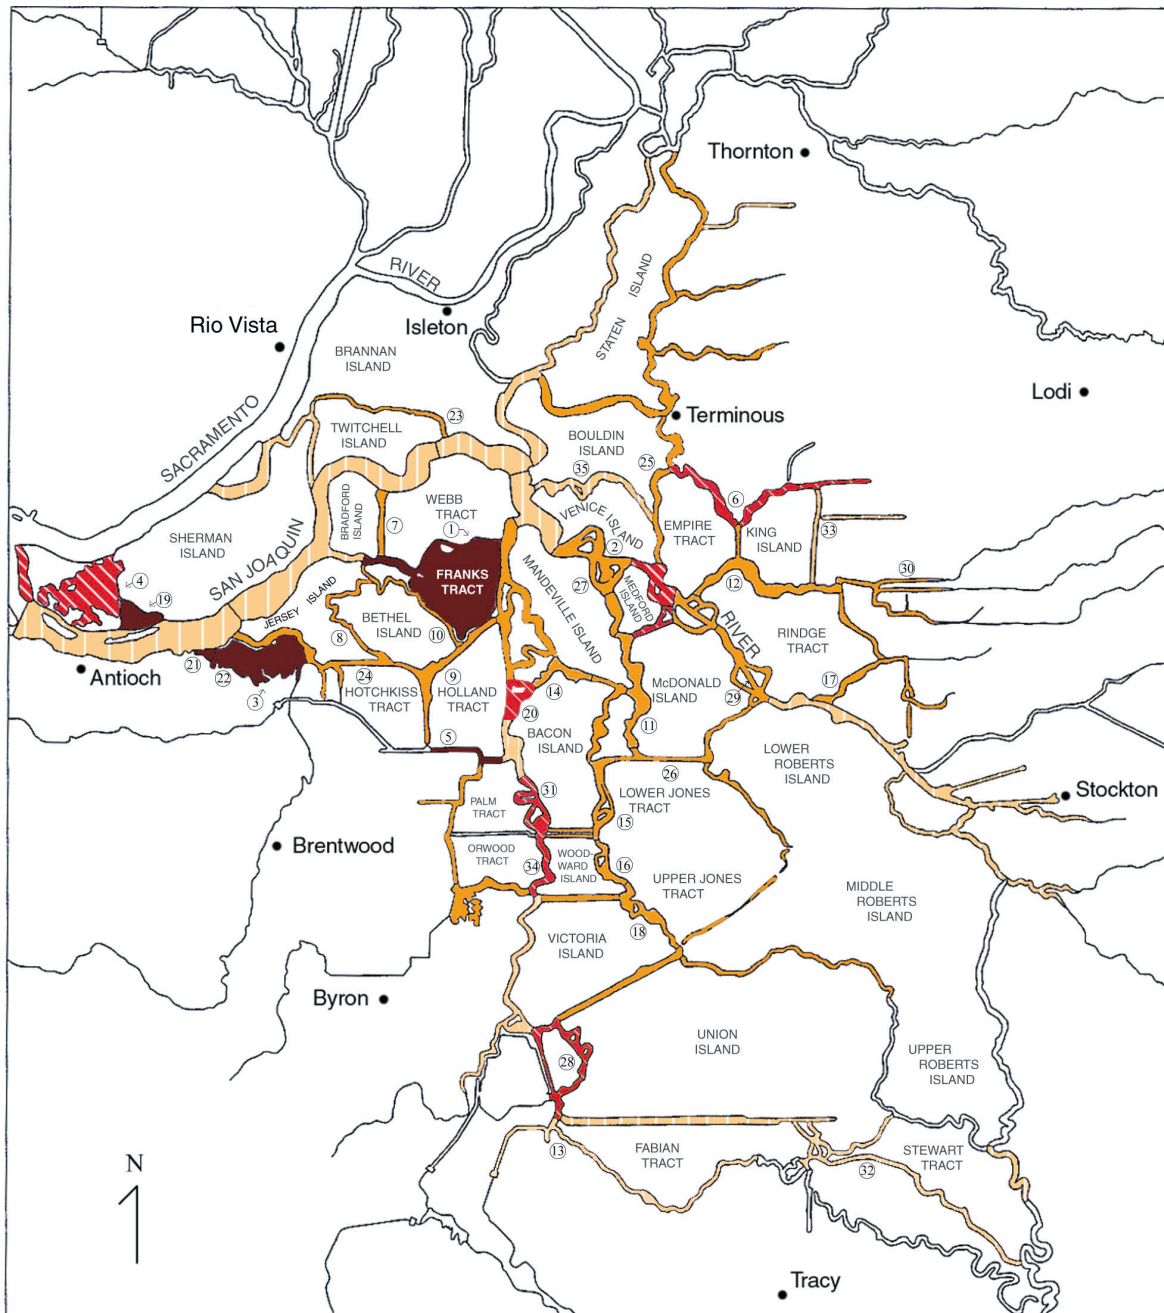 Thornton
RIVER
STATEN ISLAND
Isleton
Rio Vista
BRANNAN
ISLAND
Lodi
SACRAMENTO
TWITCHELL
ISLAND
23
Terminous
BOULDIN
ISLAND
25
35
WEBB
TRACT
1
7
BRADFORD
ISLAND
6
VENICE ISLAND
EMPIRE
TRACT
KING
ISLAND
33
SHERMAN
ISLAND
SAN JOAQUIN
2
4
19
FRANKS
TRACT
MANDEVILLE ISLAND
27
MEDFORD
ISLAND
12
30
JERSEY ISLAND
BETHEL
ISLAND
8
10
RIVER
RINDGE
TRACT
21
22
Antioch
3
24
HOTCHKISS
TRACT
9
HOLLAND
TRACT
14
20
McDONALD
ISLAND
29
17
11
5
BACON
ISLAND
LOWER
ROBERTS
ISLAND
26
31
PALM
TRACT
LOWER JONES
TRACT
15
Stockton
Brentwood
ORWOOD
TRACT
34
WOOD-
WARD
ISLAND
16
UPPER JONES
TRACT
MIDDLE
ROBERTS
ISLAND
18
VICTORIA
ISLAND
Byron
UNION
ISLAND
28
UPPER
ROBERTS
ISLAND
13
FABIAN
TRACT
STEWART
TRACT
32
N
Tracy